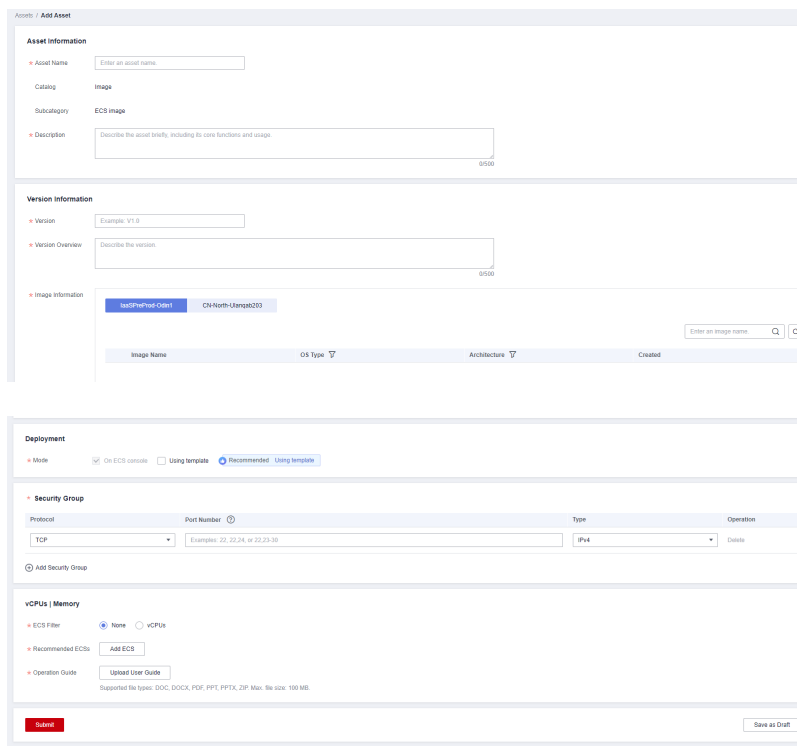 Assets / Add Asset
Asset Information
* Asset Name Enter an asset name.
Catalog Image
Subcategory ECS image
* Description Describe the asset briefly, including its core functions and usage.
0/500
Version Information
* Version Example: V1.0
* Version Overview Describe the version.
0/500
* Image Information IaaSPreProd-Odin1 CN-North-Ulanqab203
Enter an image name.
Image Name OS Type Architecture Created
Deployment
* Mode On ECS console Using template Recommended Using template
* Security Group
Protocol Port Number ? Type Operation
TCP Examples: 22, 22,24, or 22,23-30 IPv4 Delete
Add Security Group
vCPUs | Memory
* ECS Filter None vCPUs
* Recommended ECSs Add ECS
* Operation Guide Upload User Guide
Supported file types: DOC, DOCX, PDF, PPT, PPTX, ZIP. Max. file size: 100 MB.
Submit Save as Draft